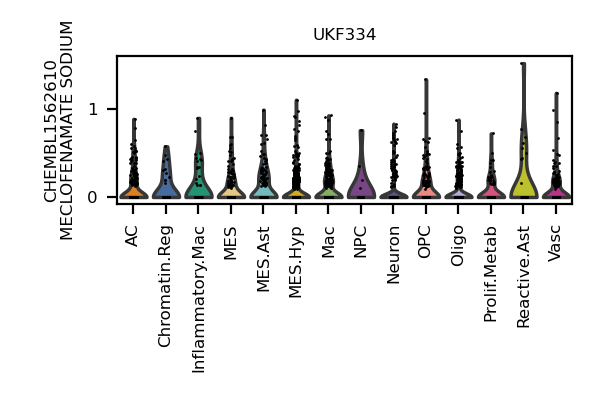 UKF334
CHEMBL1562610
MECLOFENAMATE SODIUM
1
0
AC
Chromatin.Reg
Inflammatory.Mac
MES
MES.Ast
MES.Hyp
Mac
NPC
Neuron
OPC
Oligo
Prolif.Metab
Reactive.Ast
Vasc